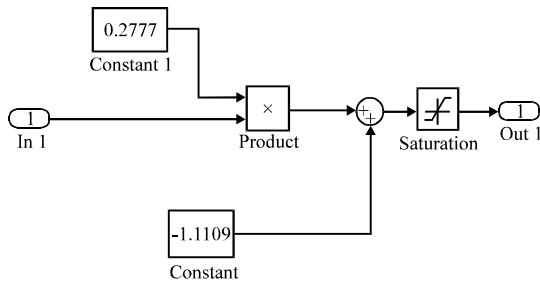 0.2777
Constant 1
1
In 1
×
Product
+
+
Saturation
1
Out 1
-1.1109
Constant